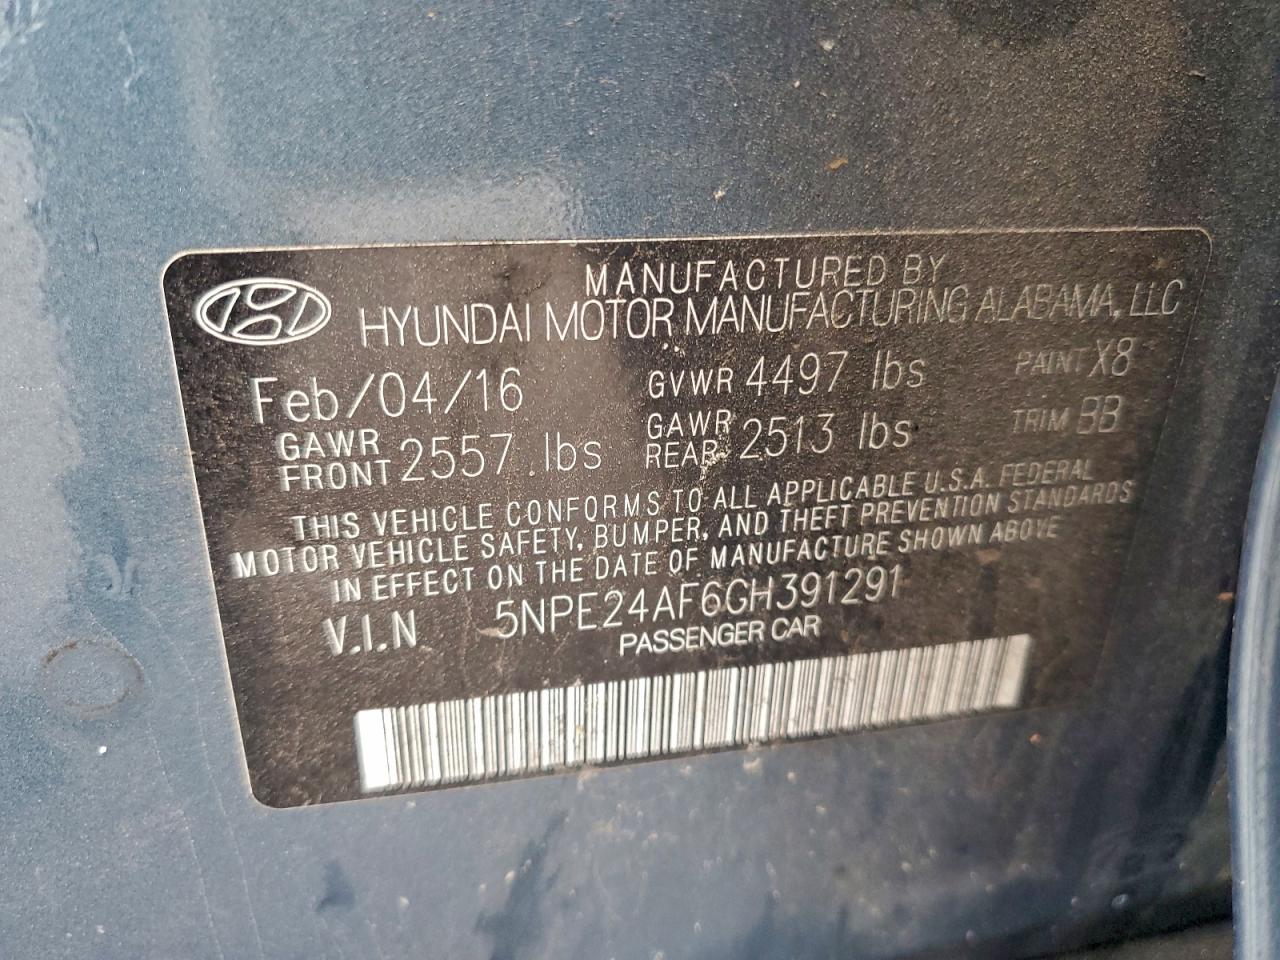 MANUFACTURED BY
HYUNDAI MOTOR MANUFACTURING ALABAMA, LLC
Feb/04/16 GVWR 4497 lbs PAINT X8
GAWR FRONT 2557 lbs GAWR REAR 2513 lbs TRIM BB
THIS VEHICLE CONFORMS TO ALL APPLICABLE U.S.A. FEDERAL
MOTOR VEHICLE SAFETY, BUMPER, AND THEFT PREVENTION STANDARDS
IN EFFECT ON THE DATE OF MANUFACTURE SHOWN ABOVE
V.I.N 5NPE24AF6GH391291
PASSENGER CAR